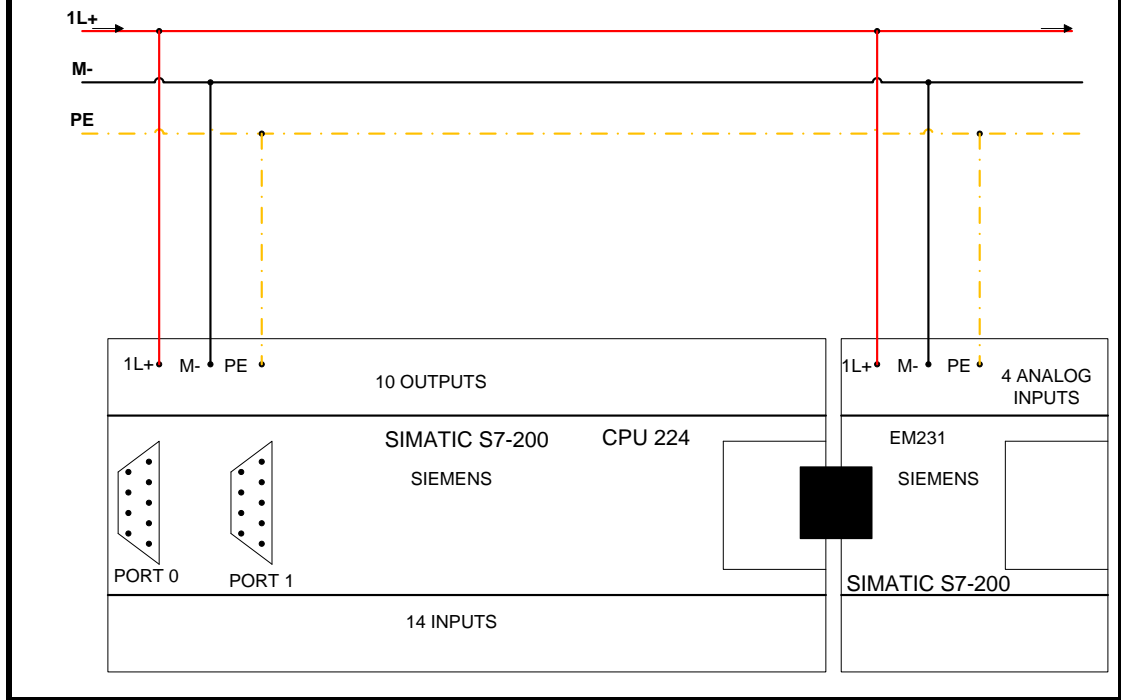 1L+
M-
PE
1L+ M- PE
10 OUTPUTS
1L+ M- PE
4 ANALOG
INPUTS
SIMATIC S7-200 CPU 224
SIEMENS
EM231
SIEMENS
PORT 0
PORT 1
SIMATIC S7-200
14 INPUTS